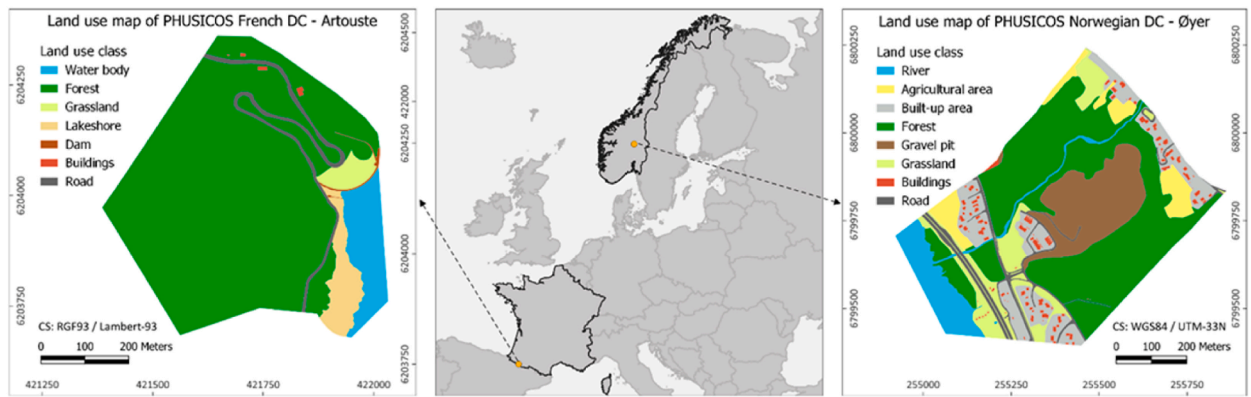 Land use map of PHUSICOS French DC - Artouste
Land use class
Water body
Forest
Grassland
Lakeshore
Dam
Buildings
Road
CS: RGF93 / Lambert-93
0 100 200 Meters
6204250
6204000
6203750
421250
421500
421750
422000
6204500
422000
6204250
6204000
6203750
Land use map of PHUSICOS Norwegian DC - Øyer
Land use class
River
Agricultural area
Built-up area
Forest
Gravel pit
Grassland
Buildings
Road
CS: WGS84 / UTM-33N
0 100 200 Meters
6800250
6800000
6799750
6799500
255000
255250
255500
255750
6800250
6800000
6799750
6799500